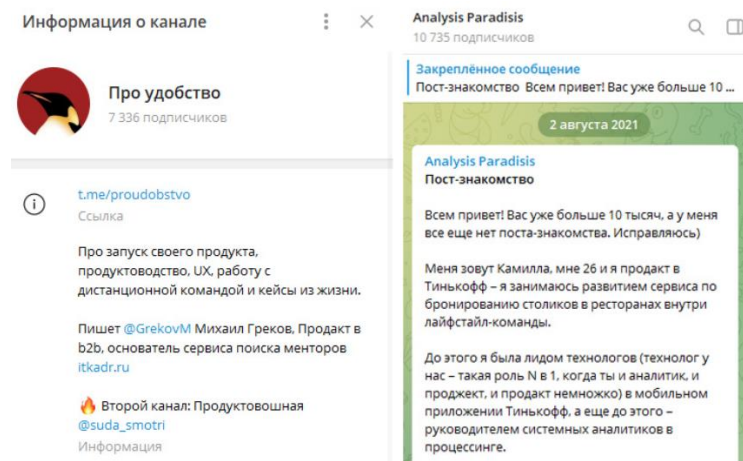 Информация о канале
Про удобство
7 336 подписчиков
t.me/proudobstvo
Ссылка
Про запуск своего продукта,
продуктоводство, UX, работу с
дистанционной командой и кейсы из жизни.
Пишет @GrekovM Михаил Греков, Продакт в
b2b, основатель сервиса поиска менторов
itkadr.ru
🔥 Второй канал: Продуктовошная
@suda_smotri
Информация
Analysis Paradisis
10 735 подписчиков
Закреплённое сообщение
Пост-знакомство Всем привет! Вас уже больше 10 ...
2 августа 2021
Analysis Paradisis
Пост-знакомство
Всем привет! Вас уже больше 10 тысяч, а у меня
все еще нет поста-знакомства. Исправляюсь)
Меня зовут Камилла, мне 26 и я продакт в
Тинькофф – я занимаюсь развитием сервиса по
бронированию столиков в ресторанах внутри
лайфстайл-команды.
До этого я была лидом технологов (технолог у
нас – такая роль N в 1, когда ты и аналитик, и
проджект, и продакт немножко) в мобильном
приложении Тинькофф, а еще до этого –
руководителем системных аналитиков в
процессинге.